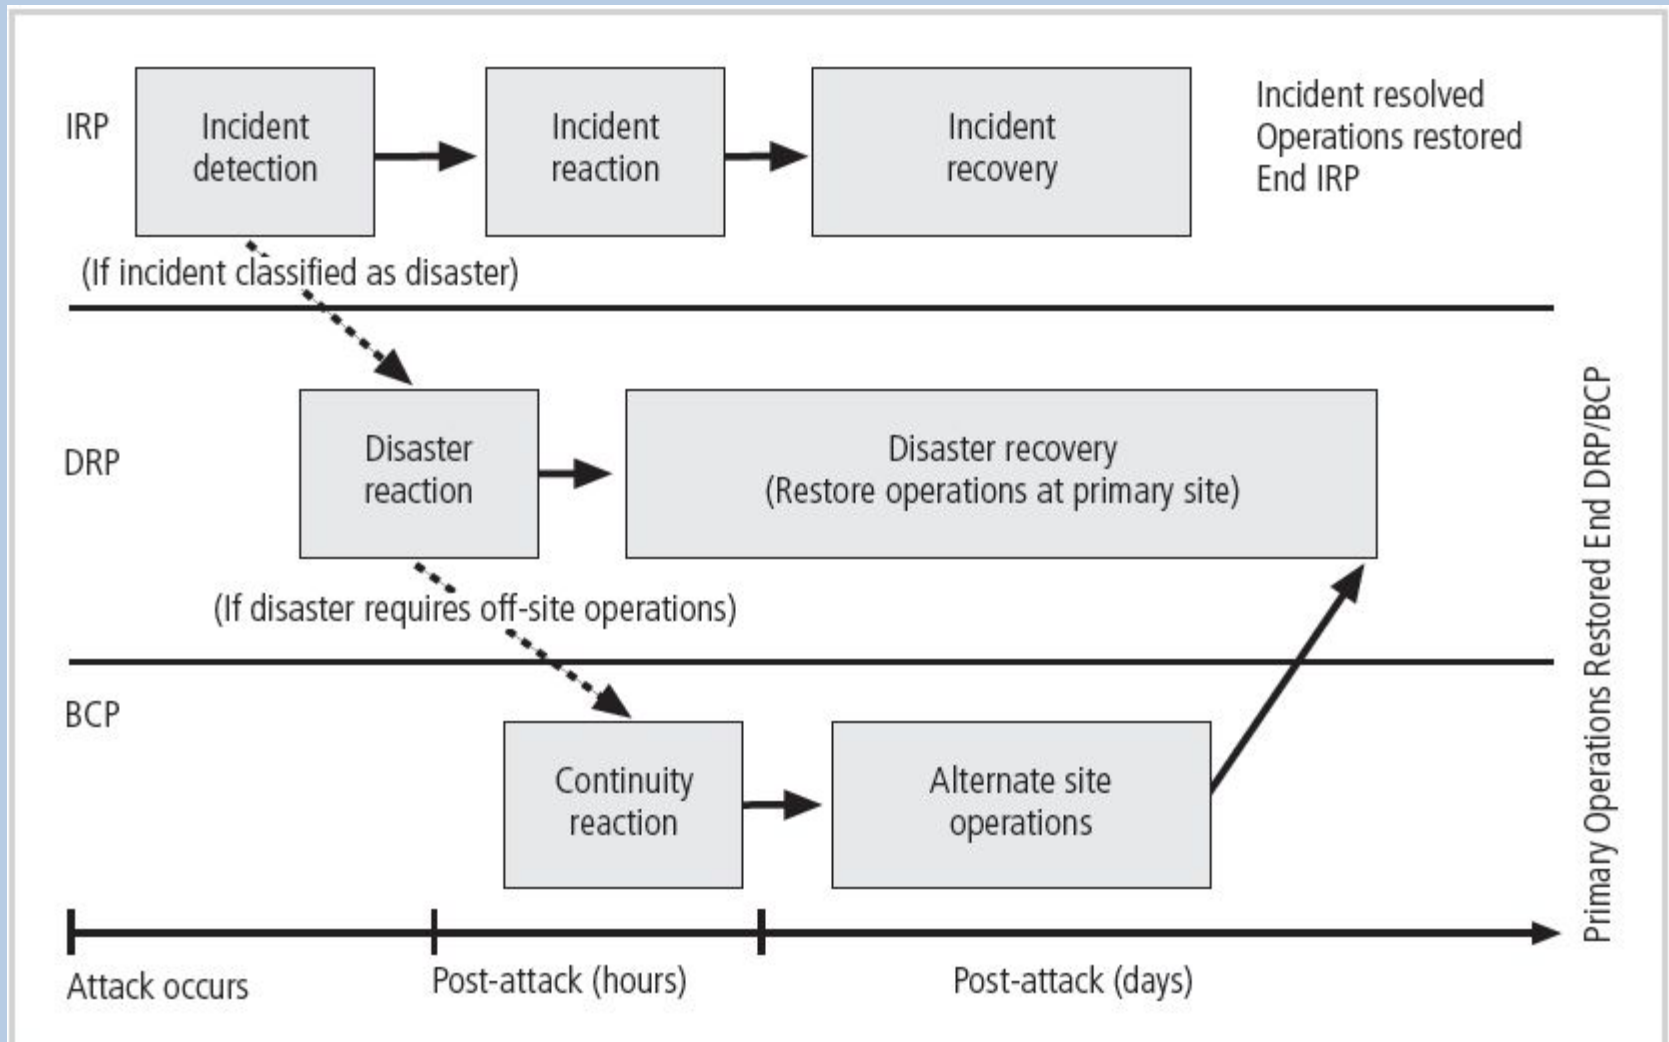 IRP
Incident
detection
Incident
reaction
Incident
recovery
Incident resolved
Operations restored
End IRP
(If incident classified as disaster)
DRP
Disaster
reaction
Disaster recovery
(Restore operations at primary site)
(If disaster requires off-site operations)
BCP
Continuity
reaction
Alternate site
operations
Primary Operations Restored End DRP/BCP
Attack occurs
Post-attack (hours)
Post-attack (days)